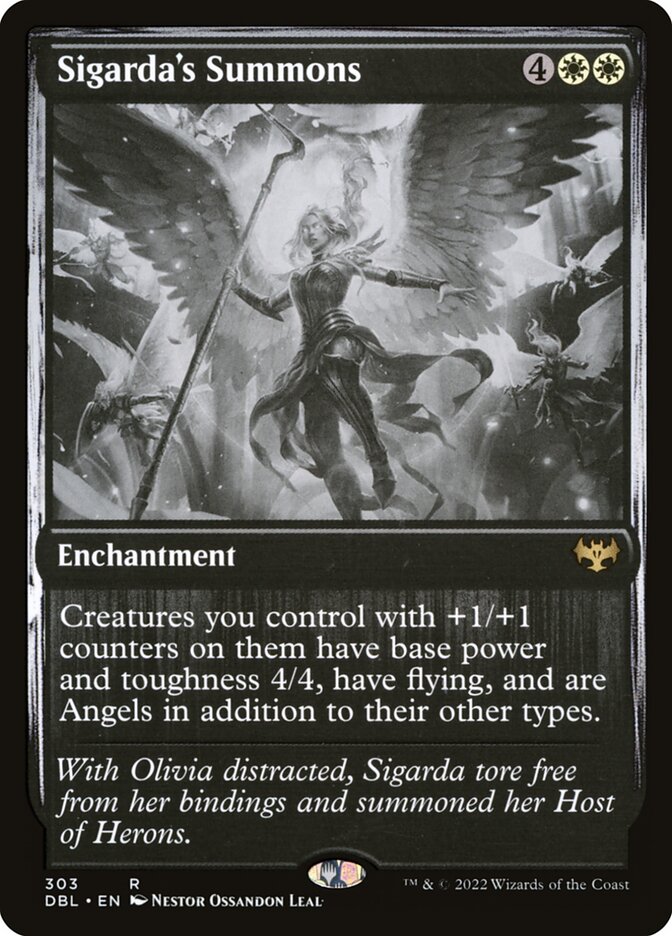 Sigarda's Summons 4
Enchantment
Creatures you control with +1/+1
counters on them have base power
and toughness 4/4, have flying, and are
Angels in addition to their other types.
With Olivia distracted, Sigarda tore free
from her bindings and summoned her Host
of Herons.
303 R
DBL • EN Nestor Ossandon Leal
™ & © 2022 Wizards of the Coast